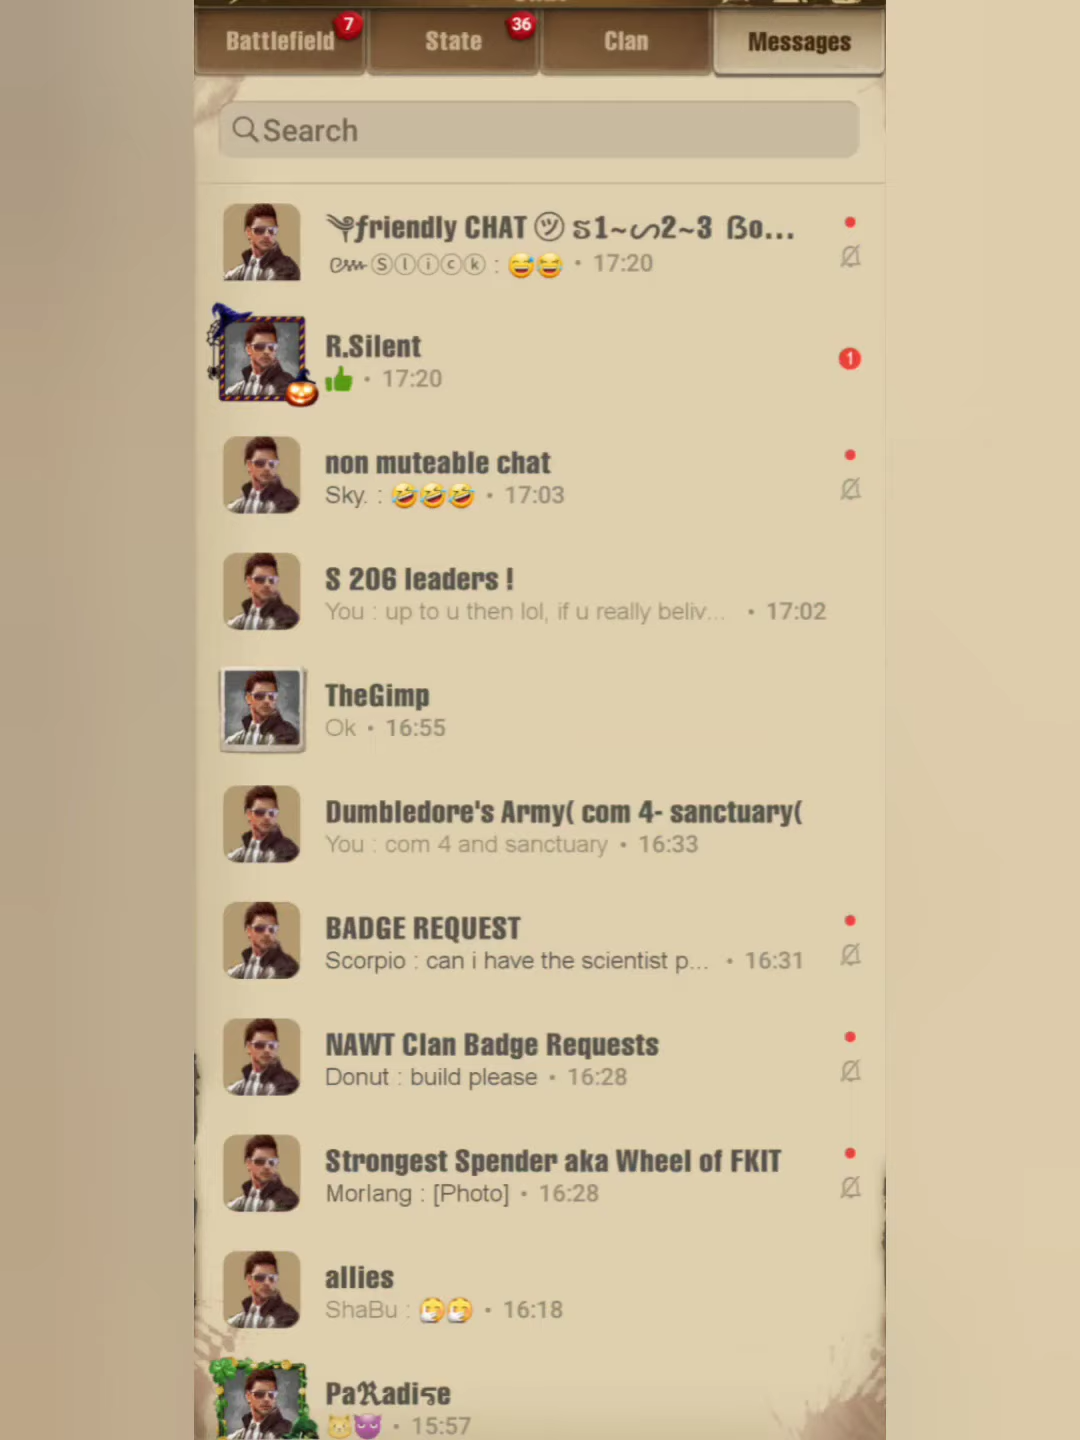 Battlefield 7 State 36 Clan Messages
Search
friendly CHAT ツ 1~2~3 Bo...
Ⓢⓛⓘⓒⓚ : 😅😂 • 17:20
R.Silent
👍 • 17:20
1
non muteable chat
Sky. : 🤣🤣🤣 • 17:03
S 206 leaders !
You : up to u then lol, if u really beliv... • 17:02
TheGimp
Ok • 16:55
Dumbledore's Army( com 4- sanctuary(
You : com 4 and sanctuary • 16:33
BADGE REQUEST
Scorpio : can i have the scientist p... • 16:31
NAWT Clan Badge Requests
Donut : build please • 16:28
Strongest Spender aka Wheel of FKIT
Morlang : [Photo] • 16:28
allies
ShaBu : 🤭🤭 • 16:18
Paℜadise
😼😈 • 15:57